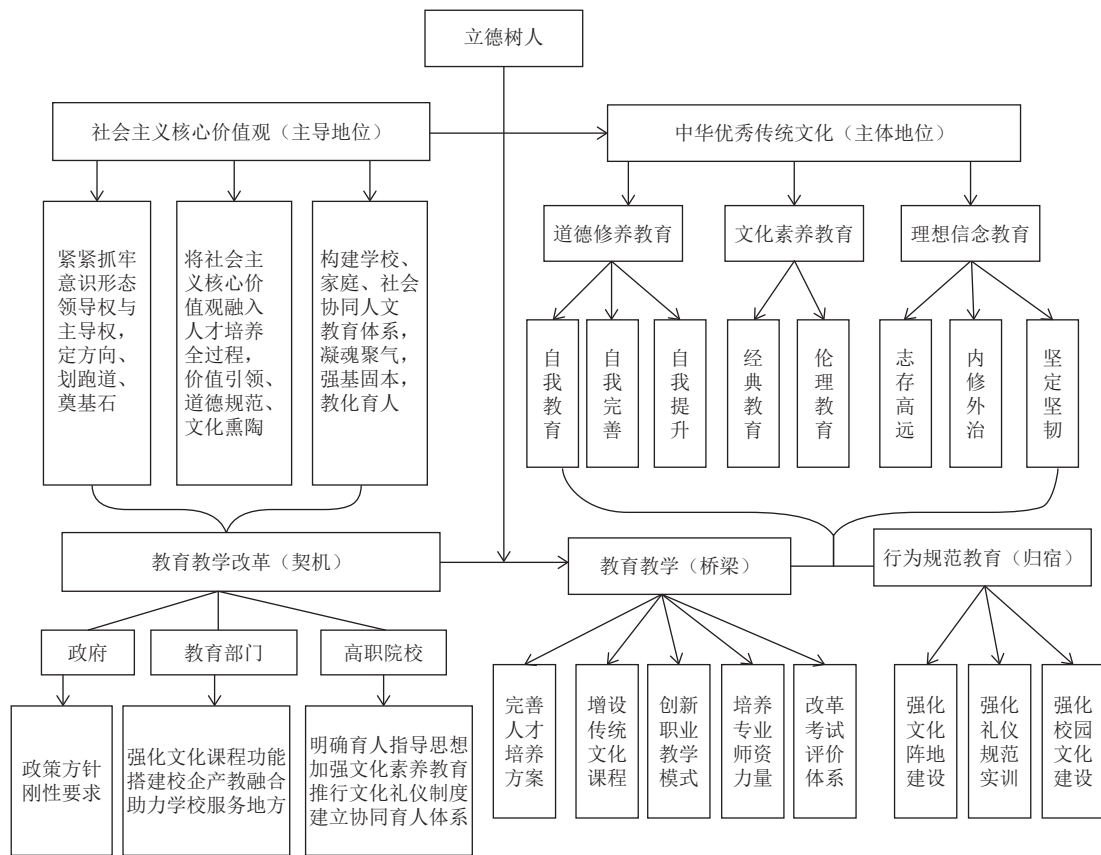 立德树人
社会主义核心价值观（主导地位）
中华优秀传统文化（主体地位）
紧紧抓牢
意识形态
领导权与
主导权，
定方向、
划跑道、
奠基石
将社会主
义核心价
值观融入
人才培养
全过程，
价值引领、
道德规范、
文化熏陶
构建学校、
家庭、社会
协同人文
教育体系，
凝魂聚气，
强基固本，
教化育人
道德修养教育
文化素养教育
理想信念教育
自我教育
自我完善
自我提升
经典教育
伦理教育
志存高远
内修外治
坚定坚韧
教育教学改革（契机）
教育教学（桥梁）
行为规范教育（归宿）
政府
教育部门
高职院校
政策方针
刚性要求
强化文化课程功能
搭建校企产教融合
助力学校服务地方
明确育人指导思想
加强文化素养教育
推行文化礼仪制度
建立协同育人体系
完善
人才
培养
方案
增设
传统
文化
课程
创新
职业
教学
模式
培养
专业
师资
力量
改革
考试
评价
体系
强化
文化
阵地
建设
强化
礼仪
规范
实训
强化
校园
文化
建设